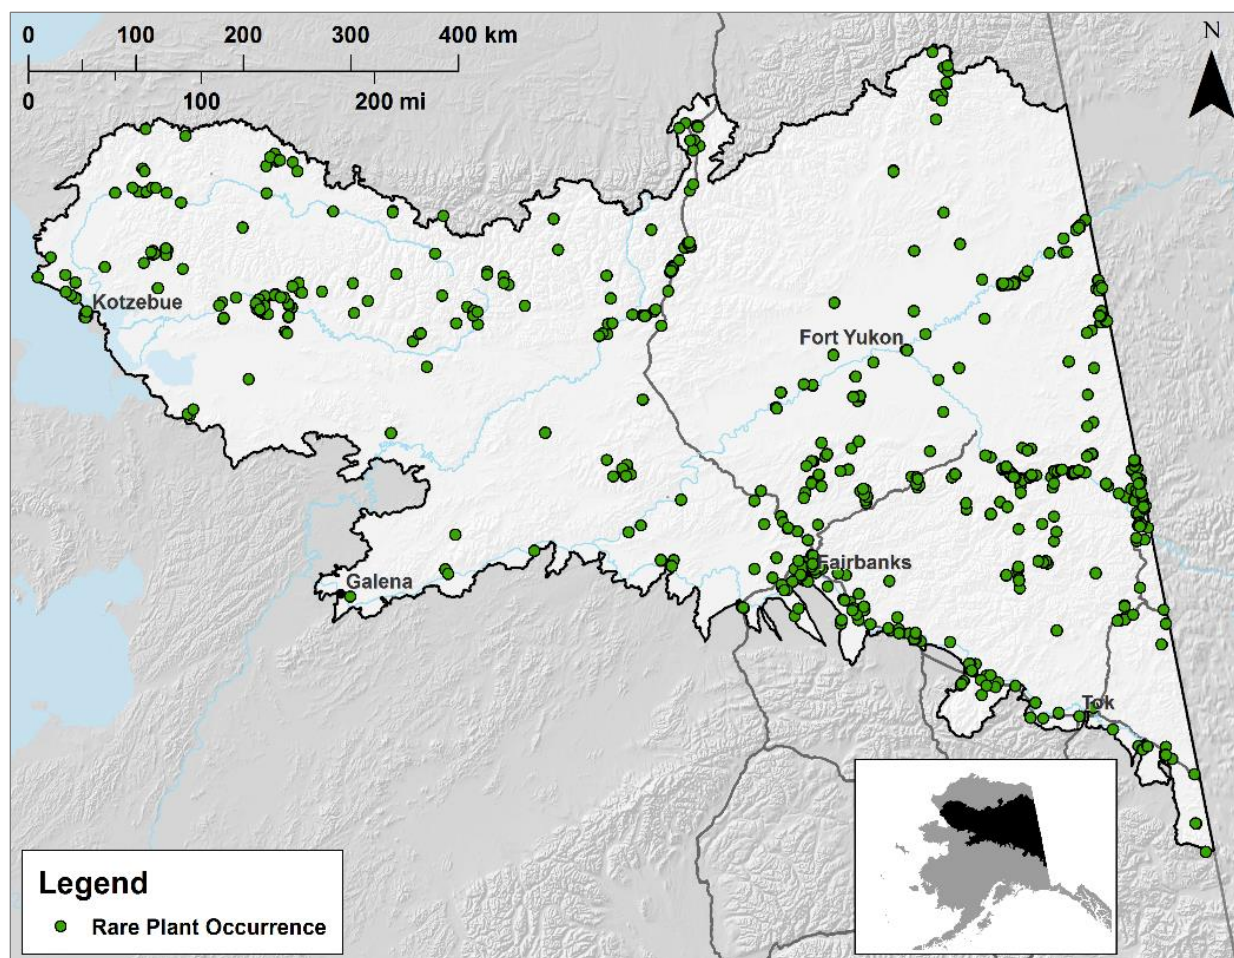 0 100 200 300 400 km
0 100 200 mi
N
Kotzebue
Fort Yukon
Fairbanks
Galena
Tok
Legend
Rare Plant Occurrence